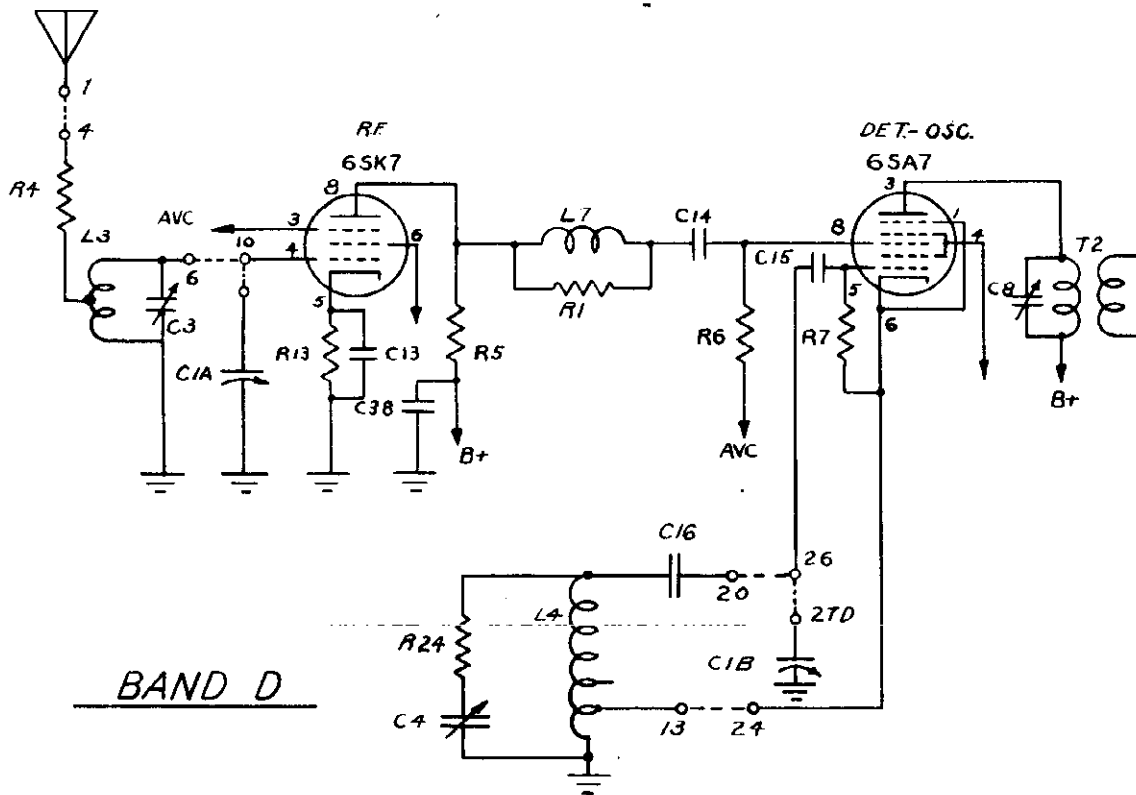 1
4
R4
L3
AVC
6
10
C3
C1A
R.F.
6SK7
8
3
4
6
5
R13
C13
C38
R5
B+
L7
R1
C14
C15
R6
AVC
DET.-OSC.
6SA7
3
1
8
4
5
6
R7
C8
T2
B+
C16
20
26
27D
C1B
L4
R24
C4
13
24
BAND D